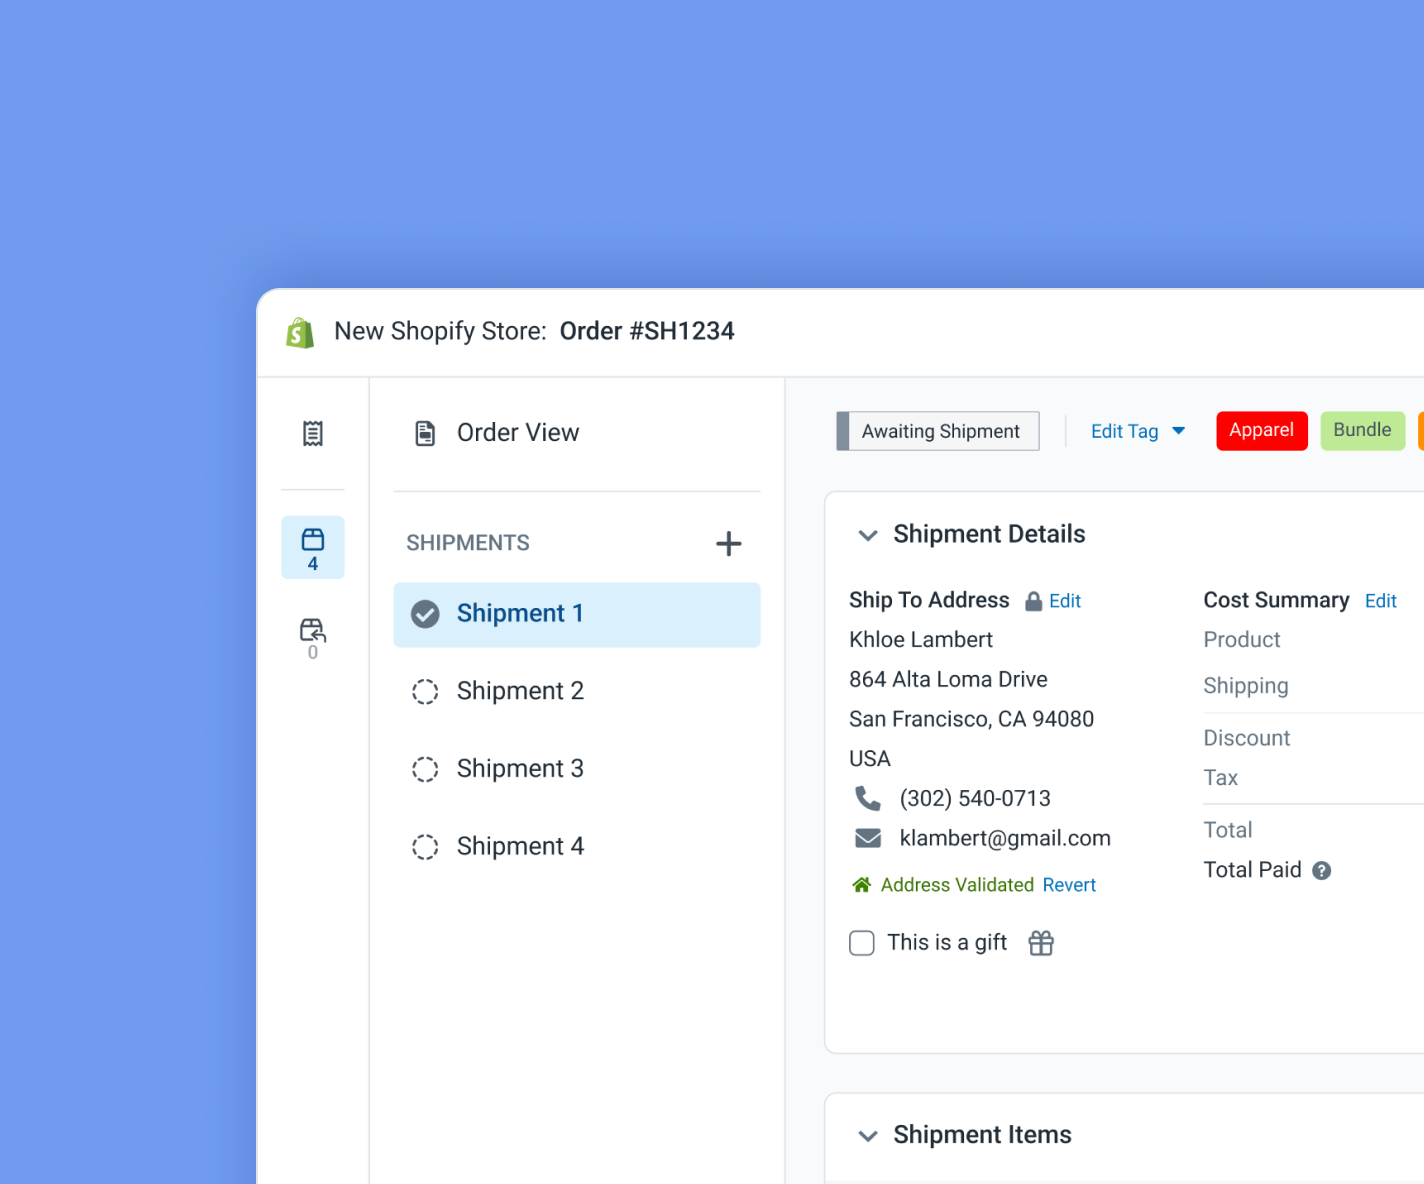 New Shopify Store: Order #SH1234
4
0
Order View
SHIPMENTS
Shipment 1
Shipment 2
Shipment 3
Shipment 4
Awaiting Shipment
Edit Tag
Apparel
Bundle
Shipment Details
Ship To Address Edit
Khloe Lambert
864 Alta Loma Drive
San Francisco, CA 94080
USA
(302) 540-0713
klambert@gmail.com
Address Validated Revert
This is a gift
Cost Summary Edit
Product
Shipping
Discount
Tax
Total
Total Paid ?
Shipment Items